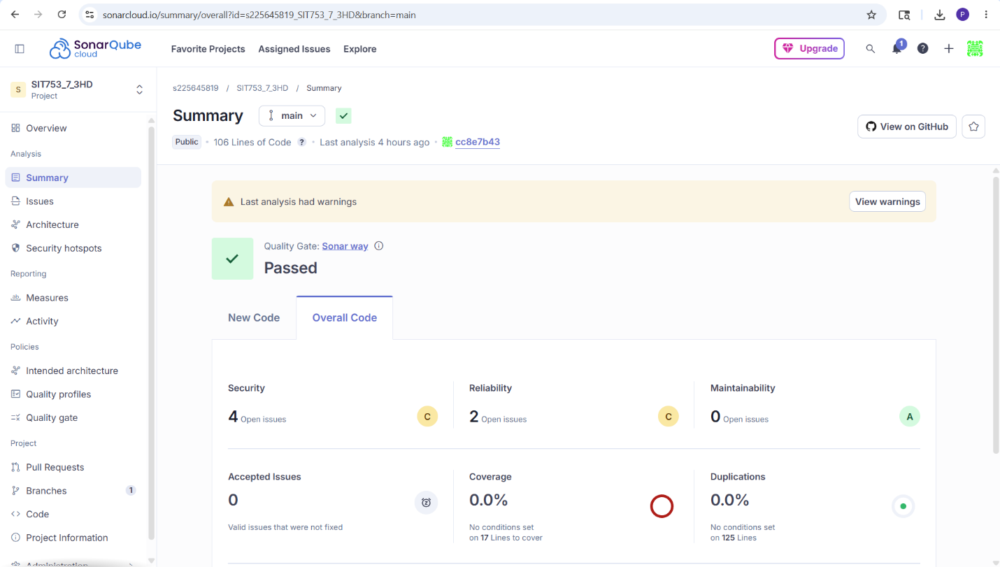 sonarcloud.io/summary/overall?id=s225645819_SIT753_7_3HD&branch=main
P
SonarQube cloud
Favorite Projects
Assigned Issues
Explore
Upgrade
1
?
S
SIT753_7_3HD
Project
Overview
Analysis
Summary
Issues
Architecture
Security hotspots
Reporting
Measures
Activity
Policies
Intended architecture
Quality profiles
Quality gate
Project
Pull Requests
Branches 1
Code
Project Information
Administration
s225645819 / SIT753_7_3HD / Summary
Summary
main
View on GitHub
Public • 106 Lines of Code ? • Last analysis 4 hours ago • cc8e7b43
Last analysis had warnings
View warnings
Quality Gate: Sonar way
Passed
New Code
Overall Code
Security
4 Open issues
C
Reliability
2 Open issues
C
Maintainability
0 Open issues
A
Accepted Issues
0
Valid issues that were not fixed
Coverage
0.0%
No conditions set
on 17 Lines to cover
Duplications
0.0%
No conditions set
on 125 Lines